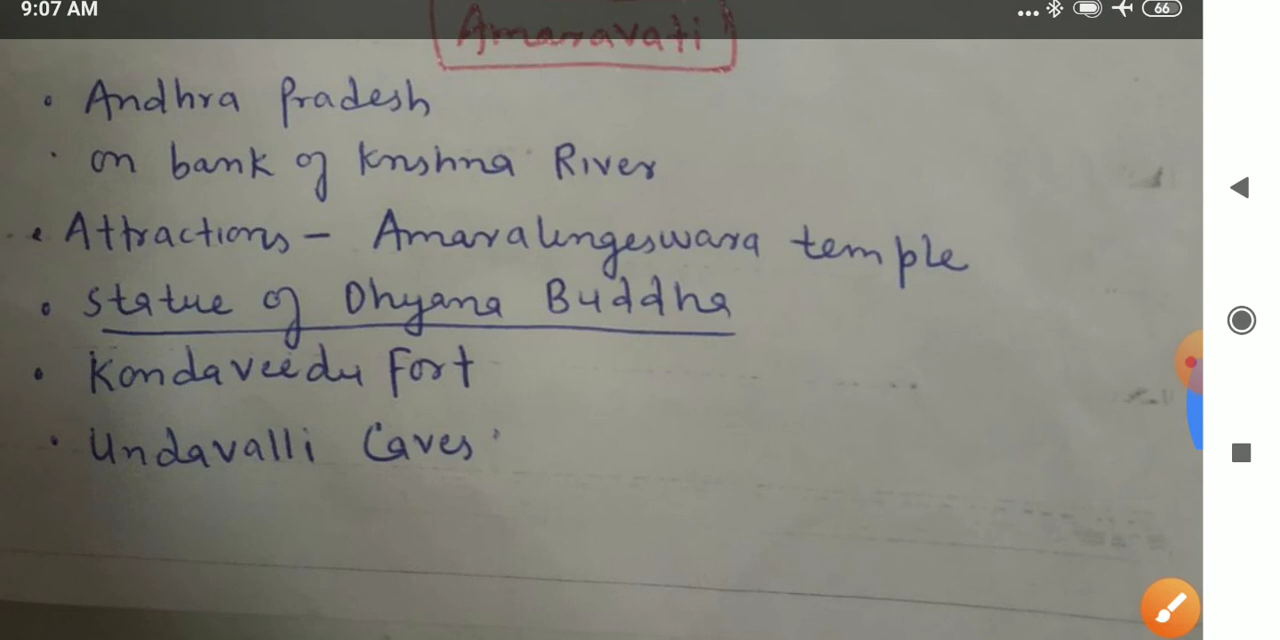 9:07 AM
66
Amaravati
• Andhra Pradesh
• on bank of Krishna River
• Attractions – Amaralingeswara temple
• Statue of Dhyana Buddha
• Kondaveedu Fort
• Undavalli Caves